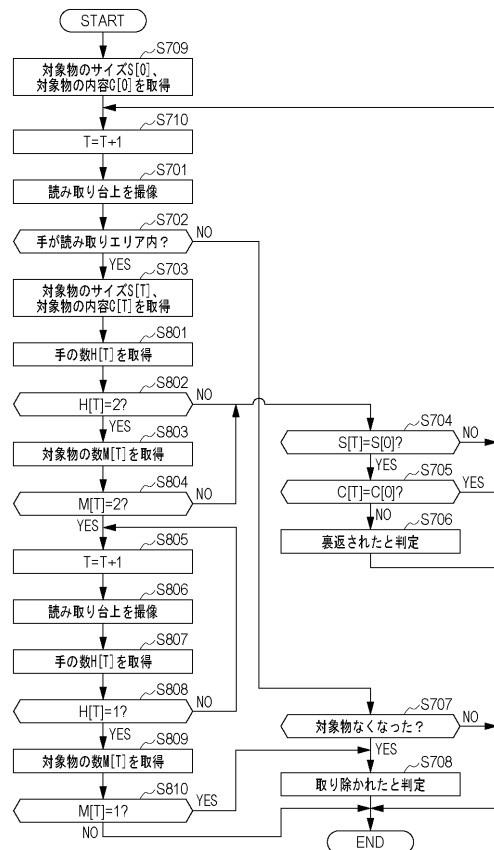 START
S709
対象物のサイズS[0]、
対象物の内容C[0]を取得
S710
T=T+1
S701
読み取り台上を撮像
S702
手が読み取りエリア内?
NO
YES
S703
対象物のサイズS[T]、
対象物の内容C[T]を取得
S801
手の数H[T]を取得
S802
H[T]=2?
NO
YES
S803
対象物の数M[T]を取得
S804
M[T]=2?
NO
YES
S805
T=T+1
S806
読み取り台上を撮像
S807
手の数H[T]を取得
S808
H[T]=1?
NO
YES
S809
対象物の数M[T]を取得
S810
M[T]=1?
YES
NO
S704
S[T]=S[0]?
NO
YES
S705
C[T]=C[0]?
YES
NO
S706
裏返されたと判定
S707
対象物なくなった?
NO
YES
S708
取り除かれたと判定
END